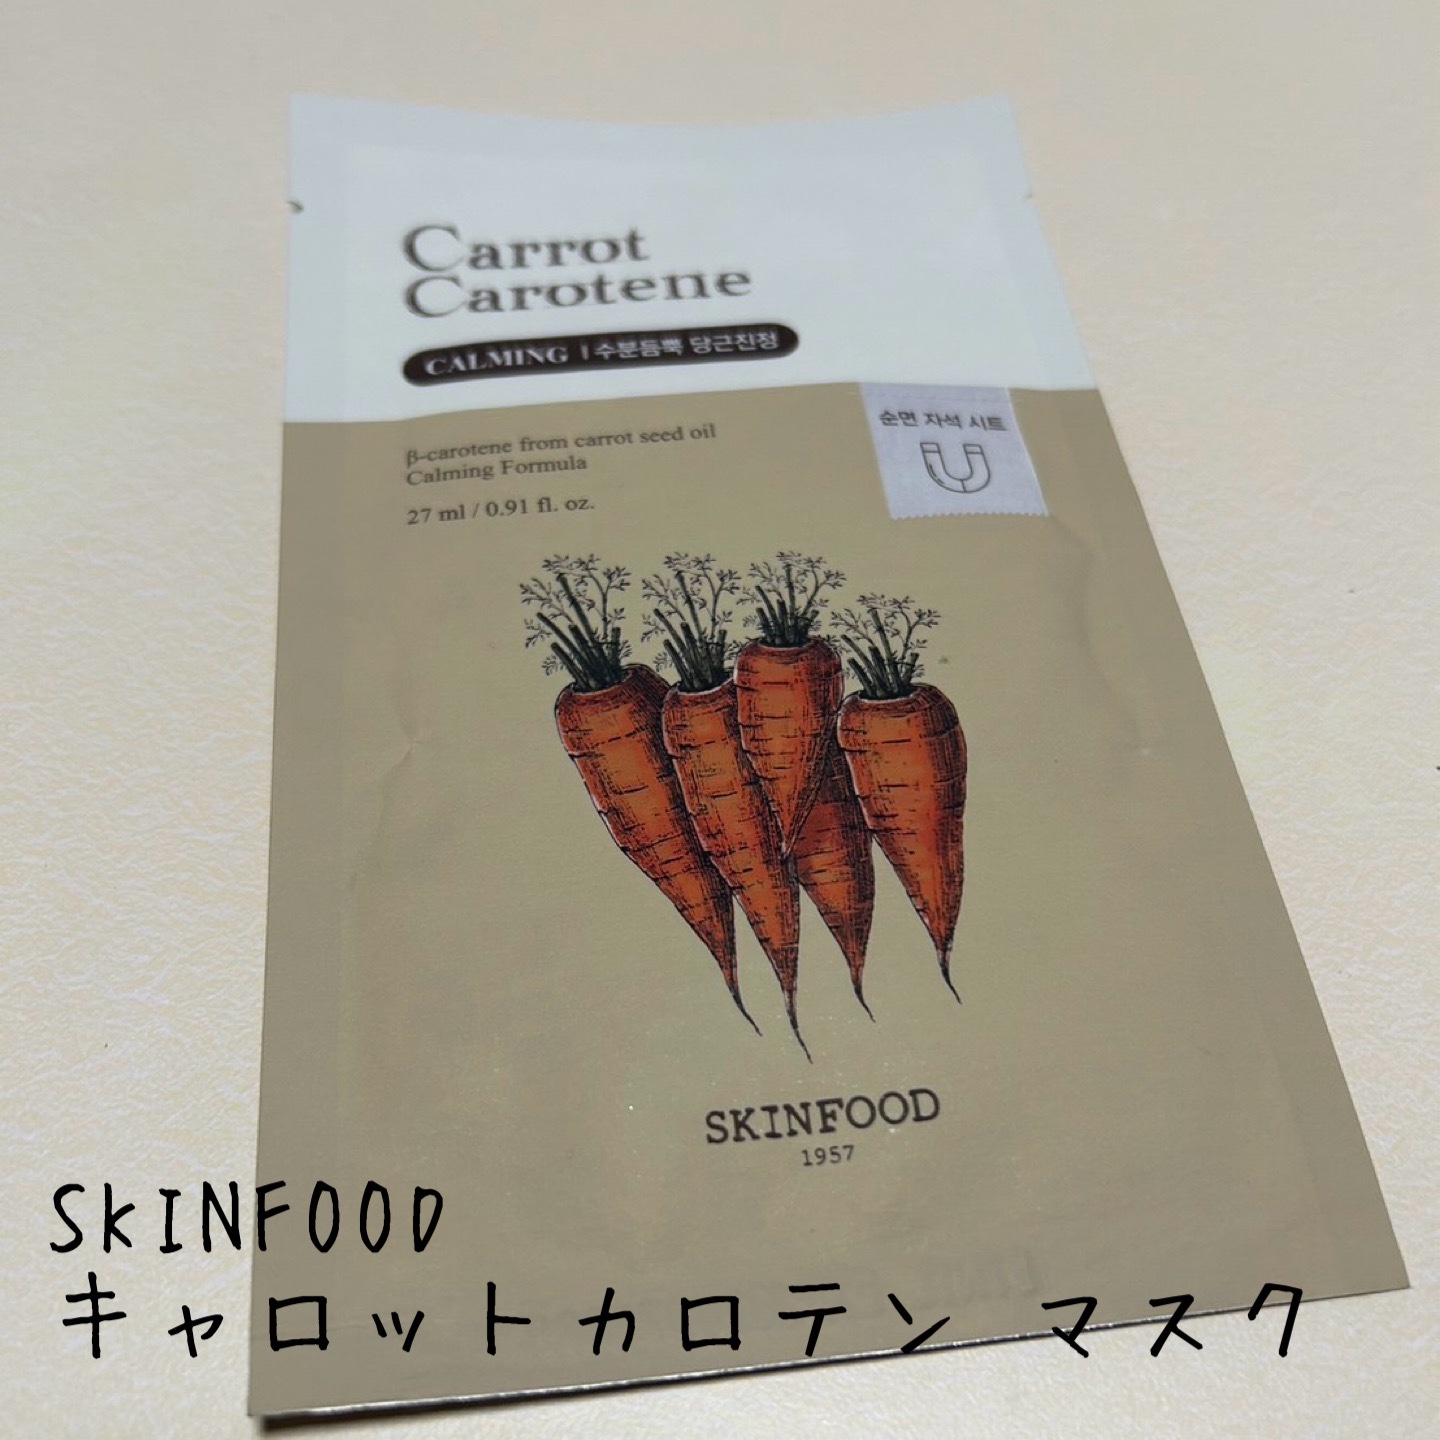 Carrot
Carotene
CALMING | 수분듬뿍 당근진정
순면 자석 시트
β-carotene from carrot seed oil
Calming Formula
27 ml / 0.91 fl. oz.
SKINFOOD
1957
SKINFOOD
キャロットカロテン マスク